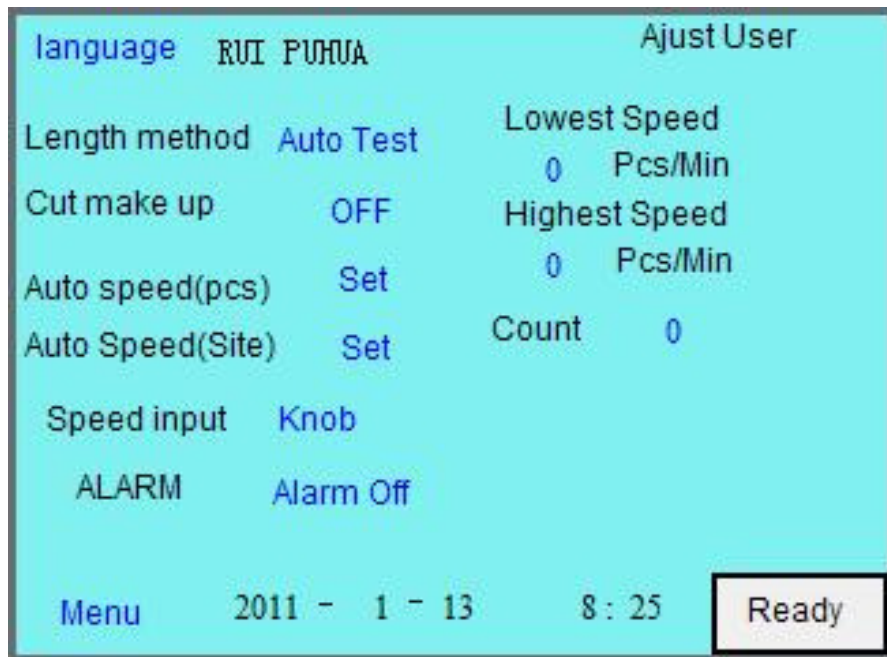 language RUI PUHUA Ajust User
Length method Auto Test
Lowest Speed
0 Pcs/Min
Cut make up OFF
Highest Speed
0 Pcs/Min
Auto speed(pcs) Set
Auto Speed(Site) Set
Count 0
Speed input Knob
ALARM Alarm Off
Menu 2011 - 1 - 13 8 : 25 Ready